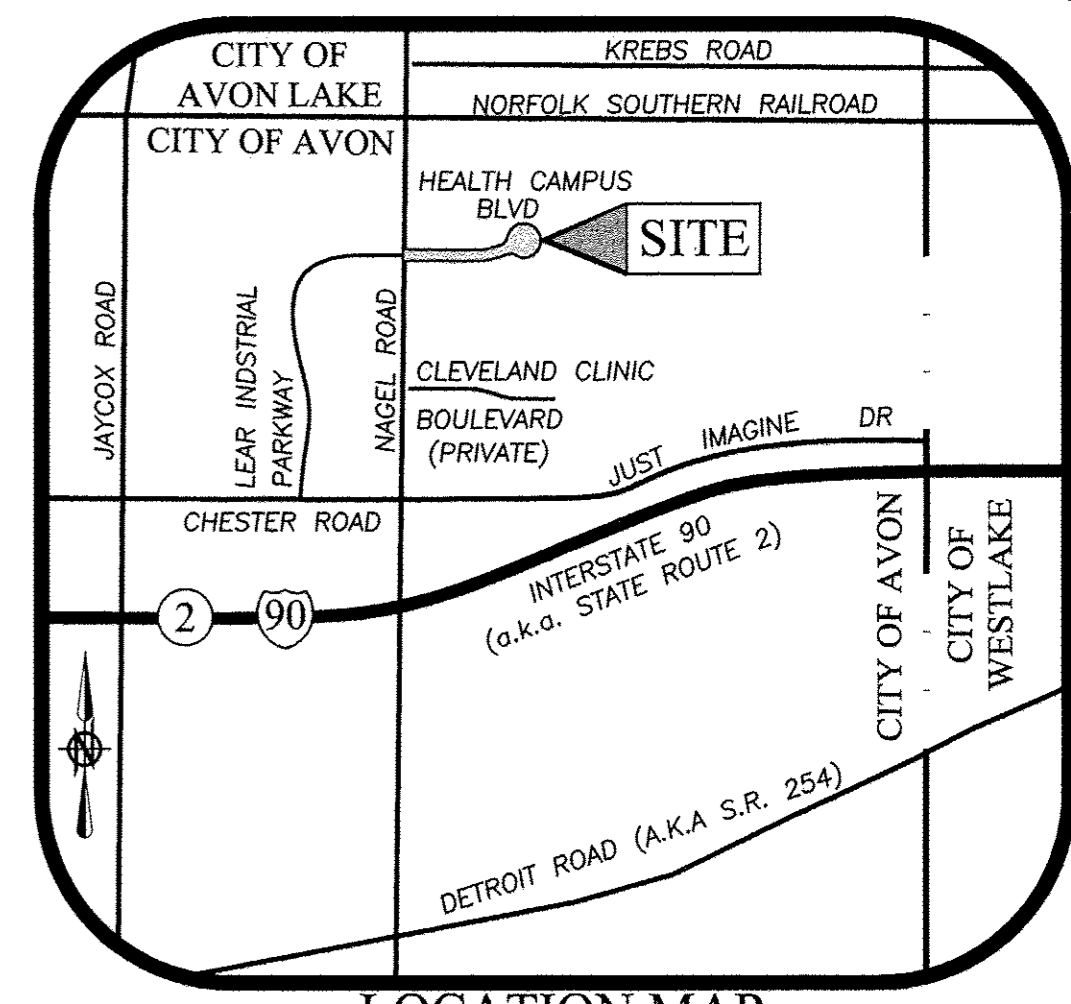 CITY OF
AVON LAKE
KREBS ROAD
NORFOLK SOUTHERN RAILROAD
CITY OF AVON
HEALTH CAMPUS
BLVD
SITE
JAYCOX ROAD
LEAR INDSTRIAL
PARKWAY
NAGEL ROAD
CLEVELAND CLINIC
BOULEVARD
(PRIVATE)
JUST IMAGINE DR
CHESTER ROAD
INTERSTATE 90
(a.k.a. STATE ROUTE 2)
2
90
CITY OF AVON
CITY OF
WESTLAKE
N
DETROIT ROAD (A.K.A S.R. 254)
LOCATION MAP